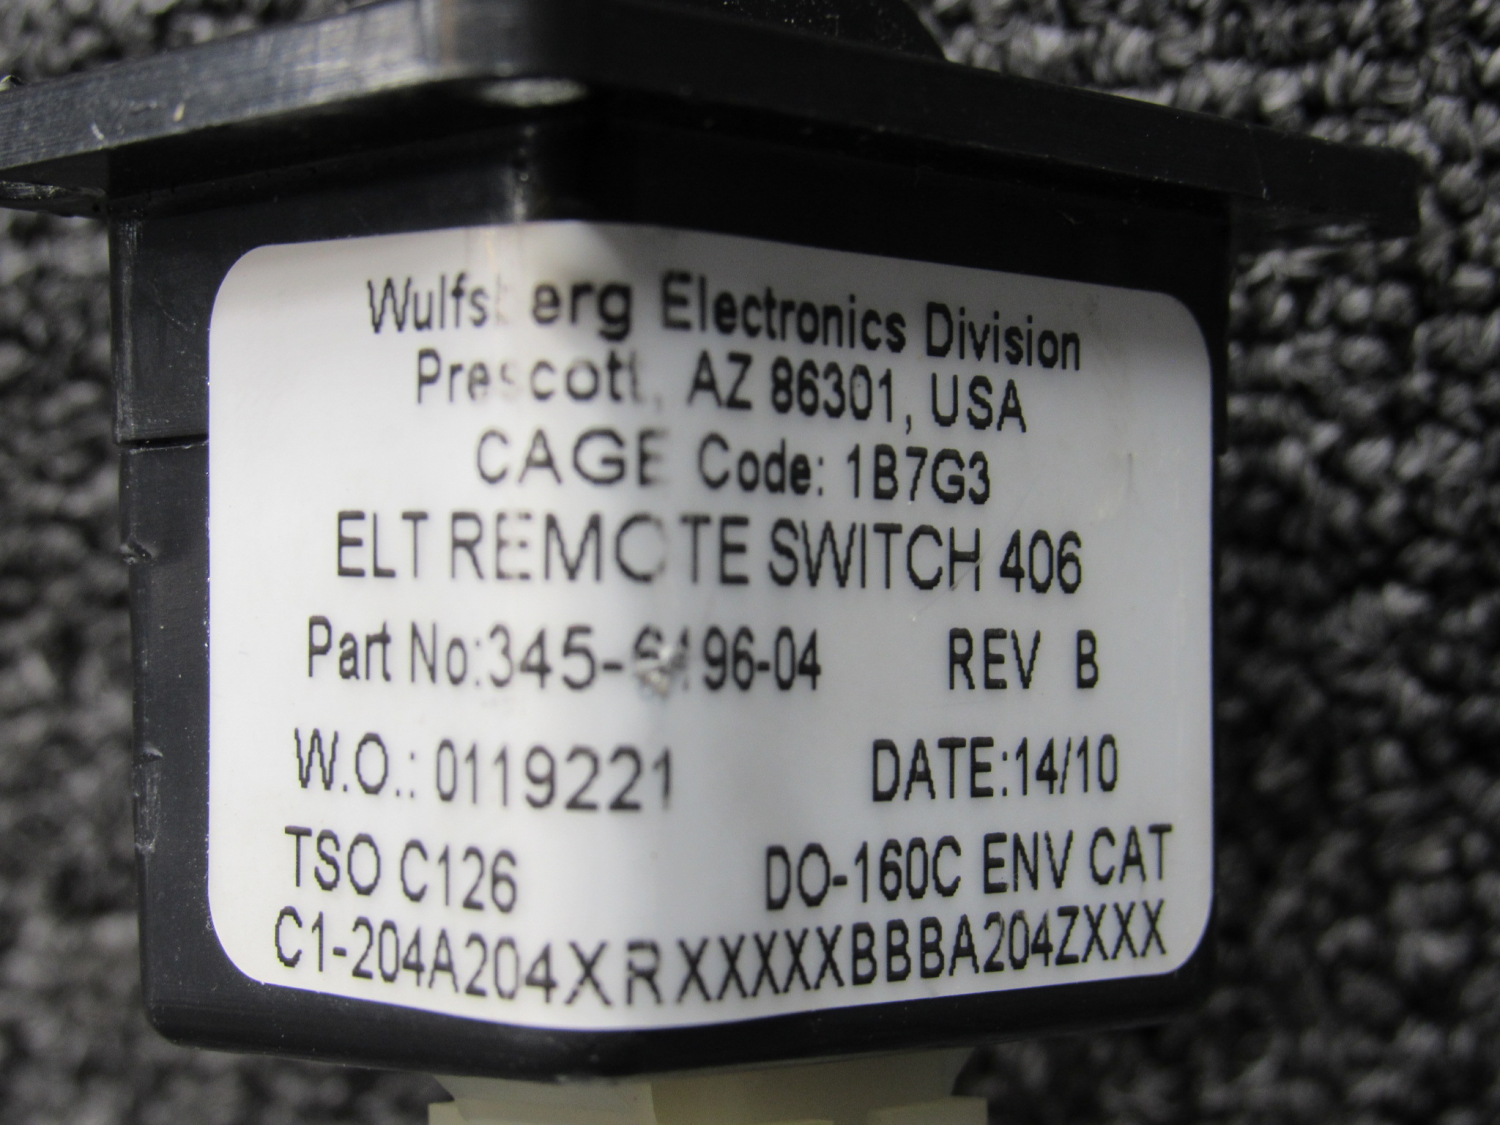 Wulfsberg Electronics Division
Prescott, AZ 86301, USA
CAGE Code: 1B7G3
ELT REMOTE SWITCH 406
Part No: REV B
W.O.: 0119221 DATE:14/10
TSO C126 DO-160C ENV CAT
C1-204A204XRXXXXXBBBA204ZXXX